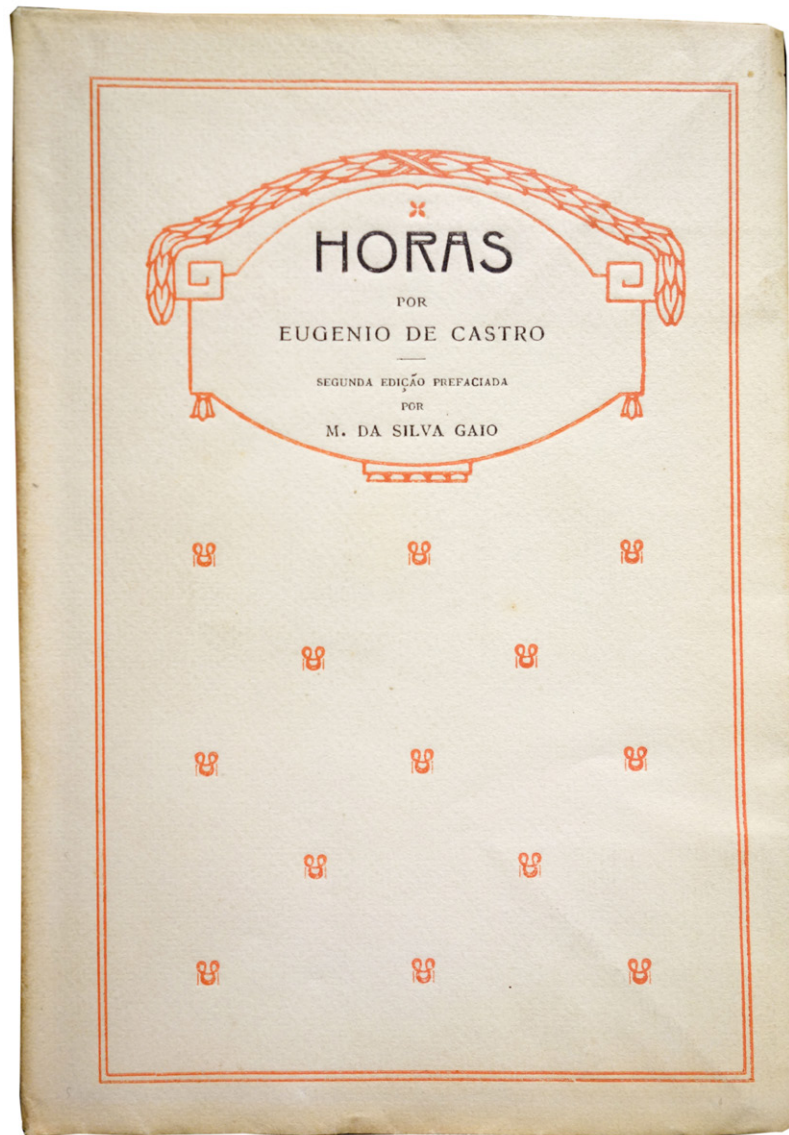 HORAS
POR
EUGENIO DE CASTRO
SEGUNDA EDIÇÃO PREFACIADA
POR
M. DA SILVA GAIO